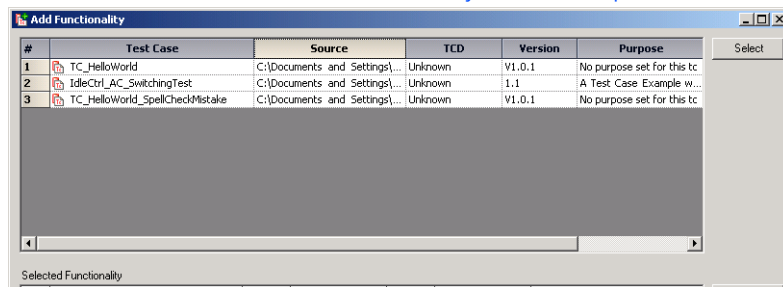 Add Functionality
# Test Case Source TCD Version Purpose
Select
1 TC_HelloWorld C:\Documents and Settings\... Unknown V1.0.1 No purpose set for this tc
2 IdleCtrl_AC_SwitchingTest C:\Documents and Settings\... Unknown 1.1 A Test Case Example w...
3 TC_HelloWorld_SpellCheckMistake C:\Documents and Settings\... Unknown V1.0.1 No purpose set for this tc
Selected Functionality